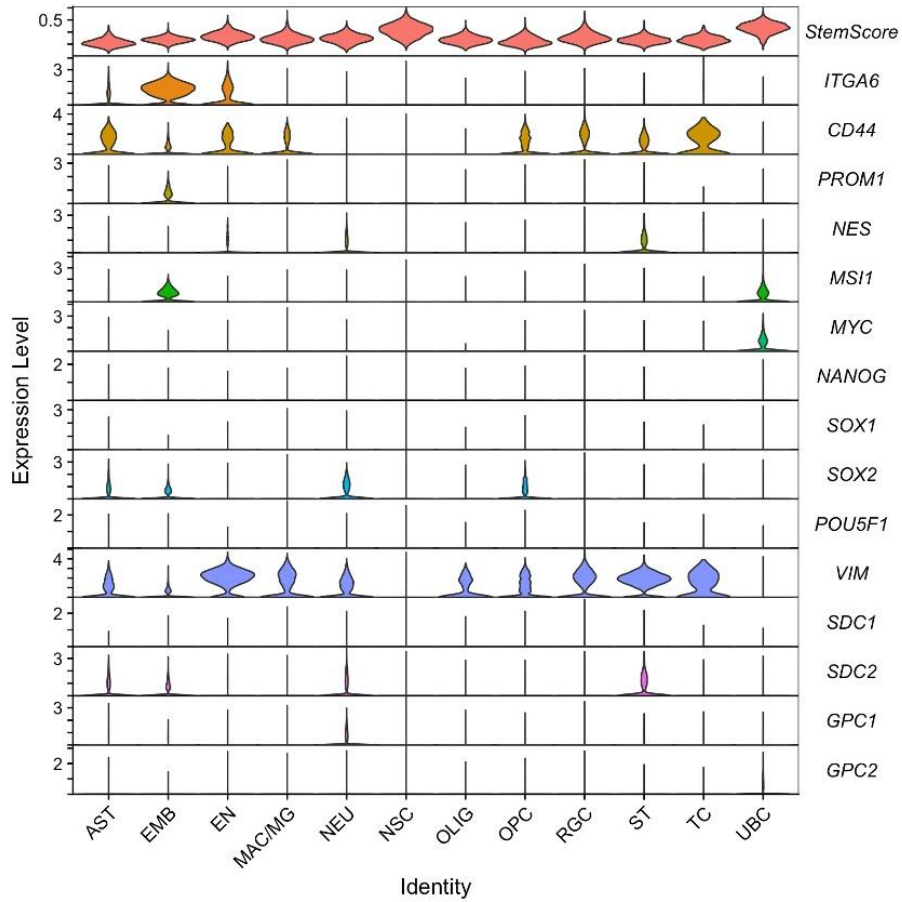 0.5
StemScore
3
ITGA6
4
CD44
3
PROM1
3
NES
3
MSI1
3
MYC
2
NANOG
3
SOX1
3
SOX2
2
POU5F1
4
VIM
2
SDC1
3
SDC2
3
GPC1
2
GPC2
Expression Level
AST EMB EN MAC/MG NEU NSC OLIG OPC RGC ST TC UBC
Identity